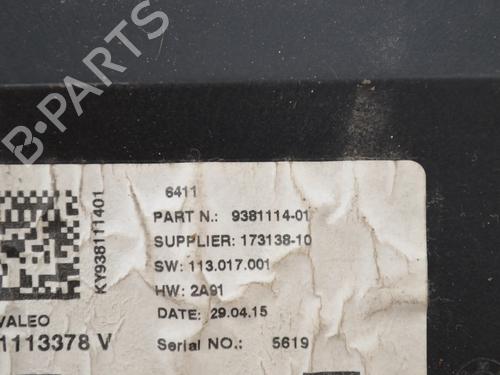 B-PARTS
KY938111401
6411
PART N.: 9381114-01
SUPPLIER: 173138-10
SW: 113.017.001
HW: 2A91
DATE: 29.04.15
Serial NO.: 5619
VALEO
1113378 V